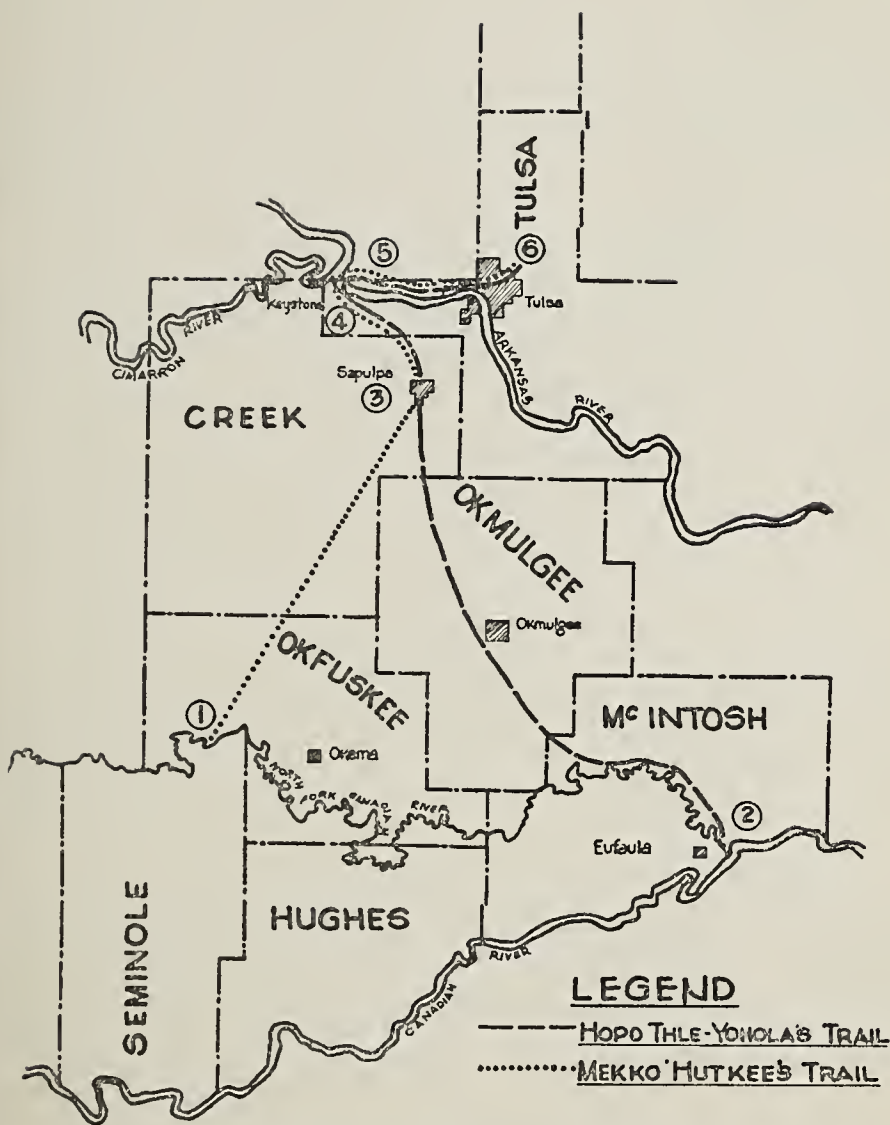 TULSA
⑥
⑤
Tulsa
Keystone
④
CIMARRON RIVER
ARKANSAS RIVER
Sapulpa
③
CREEK
OKMULGEE
Okmulgee
OKFUSKEE
①
MC INTOSH
Okema
NORTH FORK CANADIAN RIVER
②
Eufaula
SEMINOLE
HUGHES
CANADIAN RIVER
LEGEND
HOPO THLE-YOHOLA'S TRAIL
MEKKO HUTKEE'S TRAIL